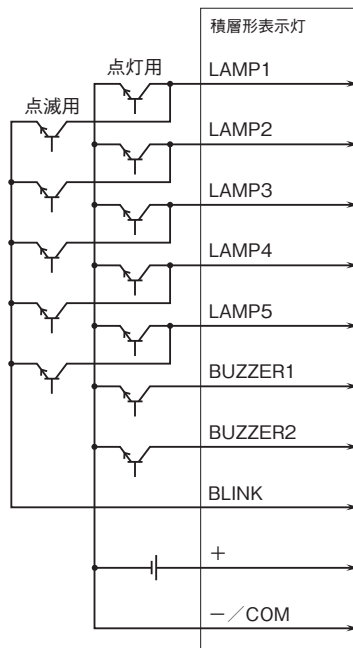 積層形表示灯
点灯用
LAMP1
点滅用
LAMP2
LAMP3
LAMP4
LAMP5
BUZZER1
BUZZER2
BLINK
＋
－／COM